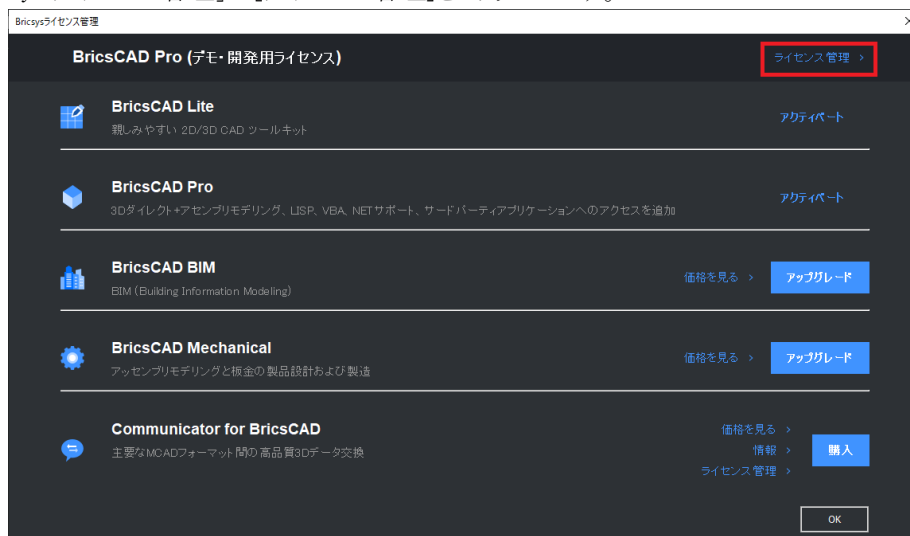 Bricsysライセンス管理
BricsCAD Pro (デモ・開発用ライセンス)
ライセンス管理 >
BricsCAD Lite
親しみやすい 2D/3D CAD ツールキット
アクティベート
BricsCAD Pro
3Dダイレクト+アセンブリモデリング、LISP、VBA、.NETサポート、サードパーティアプリケーションへのアクセスを追加
アクティベート
BricsCAD BIM
BIM (Building Information Modeling)
価格を見る >
アップグレード
BricsCAD Mechanical
アッセンブリモデリングと板金の製品設計および製造
価格を見る >
アップグレード
Communicator for BricsCAD
主要なMCADフォーマット間の高品質3Dデータ交換
価格を見る >
情報 >
ライセンス管理 >
購入
OK